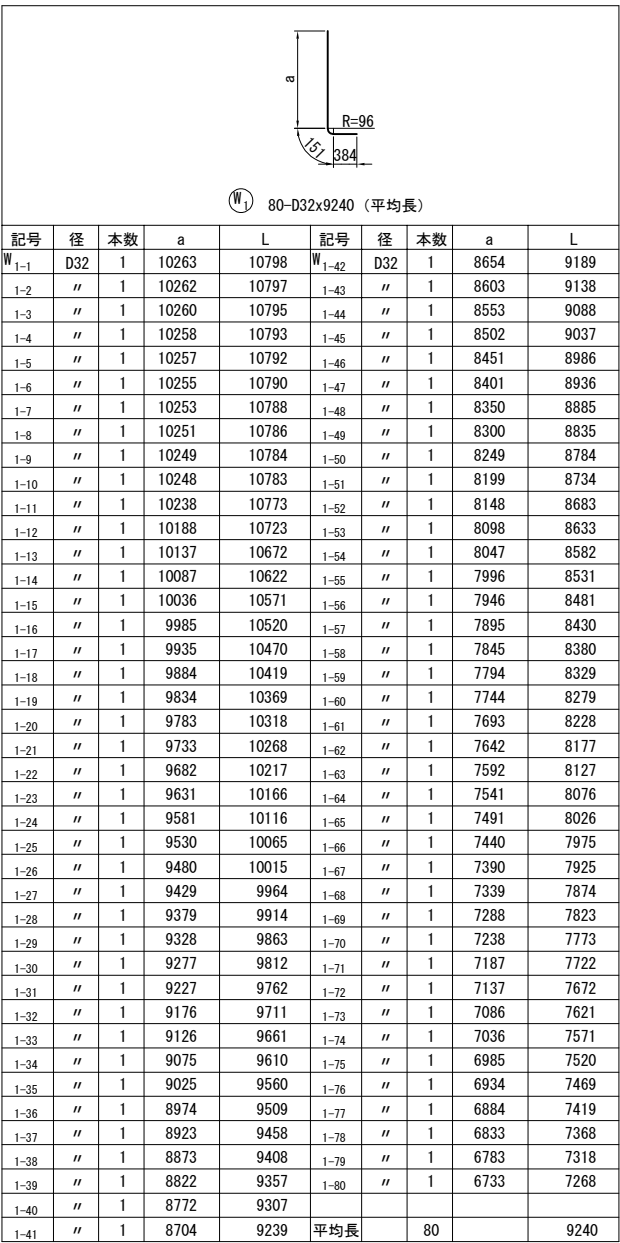 a
R=96
151
384
W1 80-D32x9240 (平均長)
記号 径 本数 a L 記号 径 本数 a L
W1-1 D32 1 10263 10798 W1-42 D32 1 8654 9189
1-2 〃 1 10262 10797 1-43 〃 1 8603 9138
1-3 〃 1 10260 10795 1-44 〃 1 8553 9088
1-4 〃 1 10258 10793 1-45 〃 1 8502 9037
1-5 〃 1 10257 10792 1-46 〃 1 8451 8986
1-6 〃 1 10255 10790 1-47 〃 1 8401 8936
1-7 〃 1 10253 10788 1-48 〃 1 8350 8885
1-8 〃 1 10251 10786 1-49 〃 1 8300 8835
1-9 〃 1 10249 10784 1-50 〃 1 8249 8784
1-10 〃 1 10248 10783 1-51 〃 1 8199 8734
1-11 〃 1 10238 10773 1-52 〃 1 8148 8683
1-12 〃 1 10188 10723 1-53 〃 1 8098 8633
1-13 〃 1 10137 10672 1-54 〃 1 8047 8582
1-14 〃 1 10087 10622 1-55 〃 1 7996 8531
1-15 〃 1 10036 10571 1-56 〃 1 7946 8481
1-16 〃 1 9985 10520 1-57 〃 1 7895 8430
1-17 〃 1 9935 10470 1-58 〃 1 7845 8380
1-18 〃 1 9884 10419 1-59 〃 1 7794 8329
1-19 〃 1 9834 10369 1-60 〃 1 7744 8279
1-20 〃 1 9783 10318 1-61 〃 1 7693 8228
1-21 〃 1 9733 10268 1-62 〃 1 7642 8177
1-22 〃 1 9682 10217 1-63 〃 1 7592 8127
1-23 〃 1 9631 10166 1-64 〃 1 7541 8076
1-24 〃 1 9581 10116 1-65 〃 1 7491 8026
1-25 〃 1 9530 10065 1-66 〃 1 7440 7975
1-26 〃 1 9480 10015 1-67 〃 1 7390 7925
1-27 〃 1 9429 9964 1-68 〃 1 7339 7874
1-28 〃 1 9379 9914 1-69 〃 1 7288 7823
1-29 〃 1 9328 9863 1-70 〃 1 7238 7773
1-30 〃 1 9277 9812 1-71 〃 1 7187 7722
1-31 〃 1 9227 9762 1-72 〃 1 7137 7672
1-32 〃 1 9176 9711 1-73 〃 1 7086 7621
1-33 〃 1 9126 9661 1-74 〃 1 7036 7571
1-34 〃 1 9075 9610 1-75 〃 1 6985 7520
1-35 〃 1 9025 9560 1-76 〃 1 6934 7469
1-36 〃 1 8974 9509 1-77 〃 1 6884 7419
1-37 〃 1 8923 9458 1-78 〃 1 6833 7368
1-38 〃 1 8873 9408 1-79 〃 1 6783 7318
1-39 〃 1 8822 9357 1-80 〃 1 6733 7268
1-40 〃 1 8772 9307
1-41 〃 1 8704 9239 平均長 80 9240